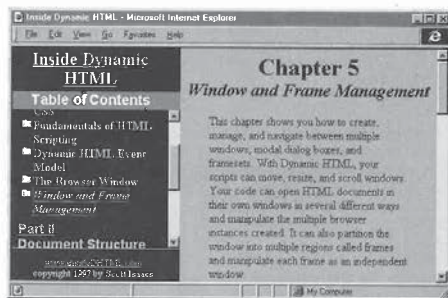 Inside Dynamic HTML - Microsoft Internet Explorer
File Edit View Go Favorites Help
Inside Dynamic
HTML
Table of Contents
CSS
Fundamentals of HTML
Scripting
Dynamic HTML Event
Model
The Browser Window
Window and Frame
Management
Part II
Document Structure
copyright 1997 by Scott Isaacs
Chapter 5
Window and Frame Management
This chapter shows you how to create,
manage, and navigate between multiple
windows, modal dialog boxes, and
framesets. With Dynamic HTML, your
scripts can move, resize, and scroll windows.
Your code can open HTML documents in
their own windows in several different ways
and manipulate the multiple browser
instances created. It can also partition the
window into multiple regions called frames
and manipulate each frame as an independent
window.
My Computer